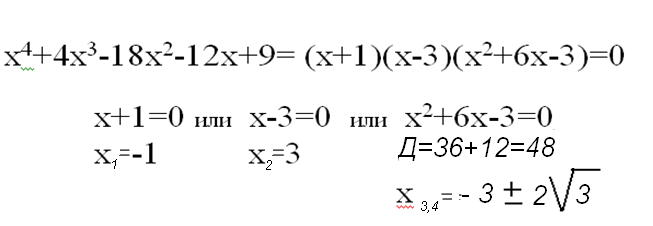 x⁴+4x³-18x²-12x+9= (x+1)(x-3)(x²+6x-3)=0
x+1=0 или x-3=0 или x²+6x-3=0
x₁=-1 x₂=3 Д=36+12=48
x ₃,₄ = - 3 ± 2√3